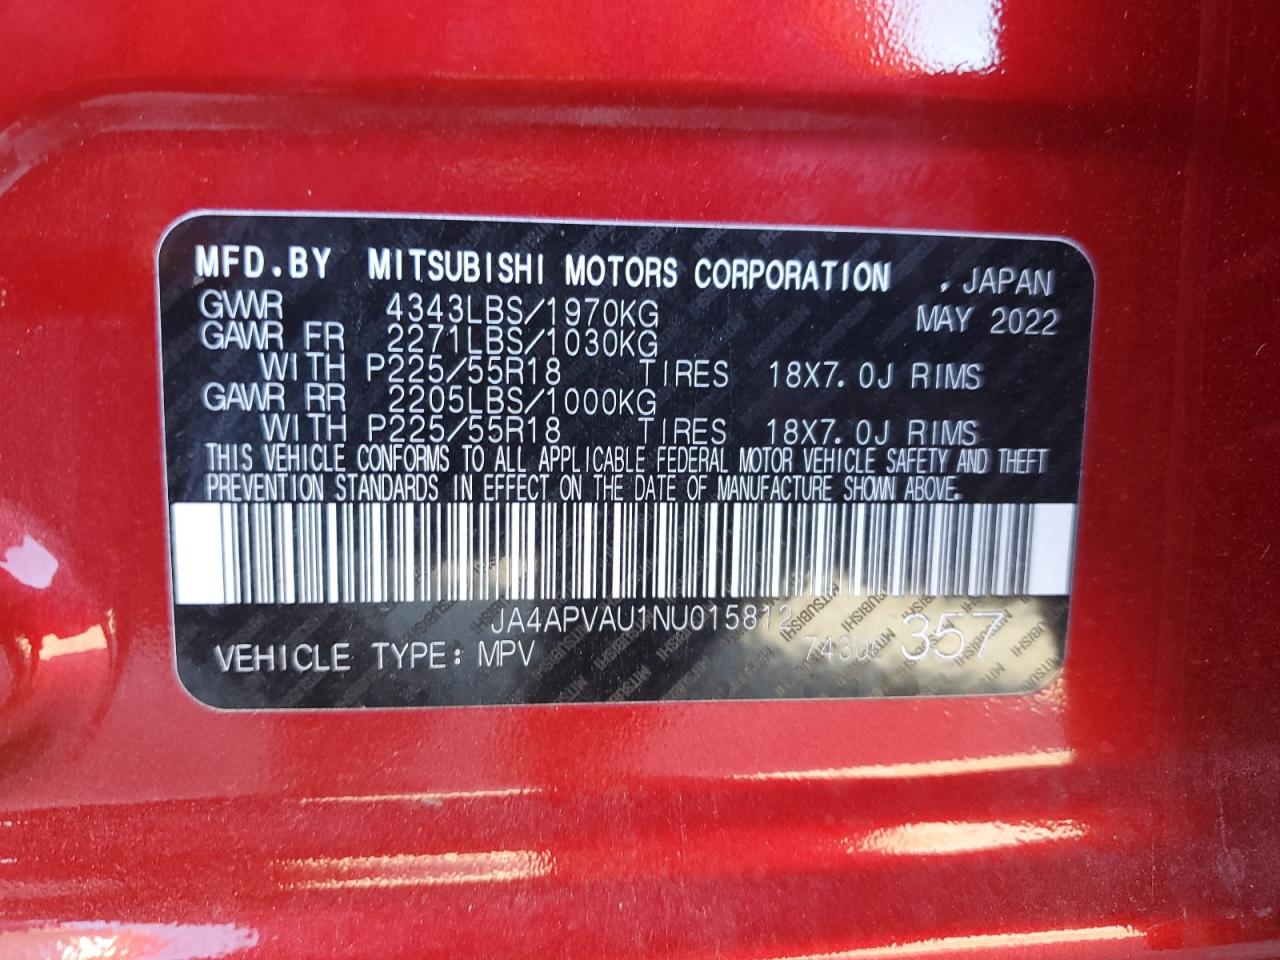 MFD.BY MITSUBISHI MOTORS CORPORATION , JAPAN
GVWR 4343LBS/1970KG MAY 2022
GAWR FR 2271LBS/1030KG
WITH P225/55R18 TIRES 18X7.0J RIMS
GAWR RR 2205LBS/1000KG
WITH P225/55R18 TIRES 18X7.0J RIMS
THIS VEHICLE CONFORMS TO ALL APPLICABLE FEDERAL MOTOR VEHICLE SAFETY AND THEFT
PREVENTION STANDARDS IN EFFECT ON THE DATE OF MANUFACTURE SHOWN ABOVE.
JA4APVAU1NU015812
VEHICLE TYPE: MPV 357